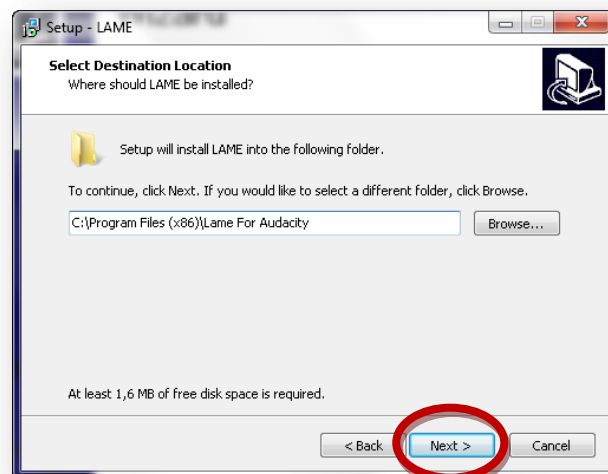 Setup - LAME
Select Destination Location
Where should LAME be installed?
Setup will install LAME into the following folder.
To continue, click Next. If you would like to select a different folder, click Browse.
C:\Program Files (x86)\Lame For Audacity
Browse...
At least 1,6 MB of free disk space is required.
< Back
Next >
Cancel